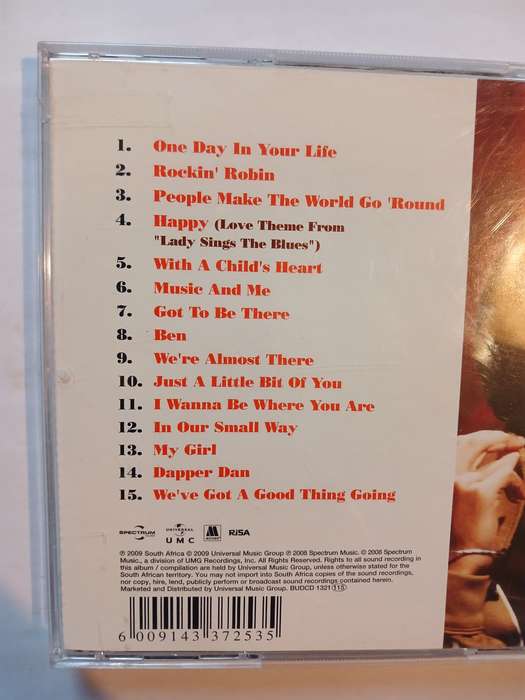 1. One Day In Your Life
2. Rockin' Robin
3. People Make The World Go 'Round
4. Happy (Love Theme From
"Lady Sings The Blues")
5. With A Child's Heart
6. Music And Me
7. Got To Be There
8. Ben
9. We're Almost There
10. Just A Little Bit Of You
11. I Wanna Be Where You Are
12. In Our Small Way
13. My Girl
14. Dapper Dan
15. We've Got A Good Thing Going
SPECTRUM UNIVERSAL UMC M RiSA
℗ 2009 South Africa © 2009 Universal Music Group ℗ 2008 Spectrum Music. © 2008 Spectrum
Music., a division of UMG Recordings, Inc. All Rights Reserved. Rights to all sound recording in
this album / compilation are held by Universal Music Group, unless otherwise stated for the
South African territory. You may not import into South Africa copies of the sound recordings,
nor copy, hire, lend, publicly perform or broadcast sound recordings contained herein.
Marketed and Distributed by Universal Music Group. BUDCD 1321 (115)
6 009143 372535